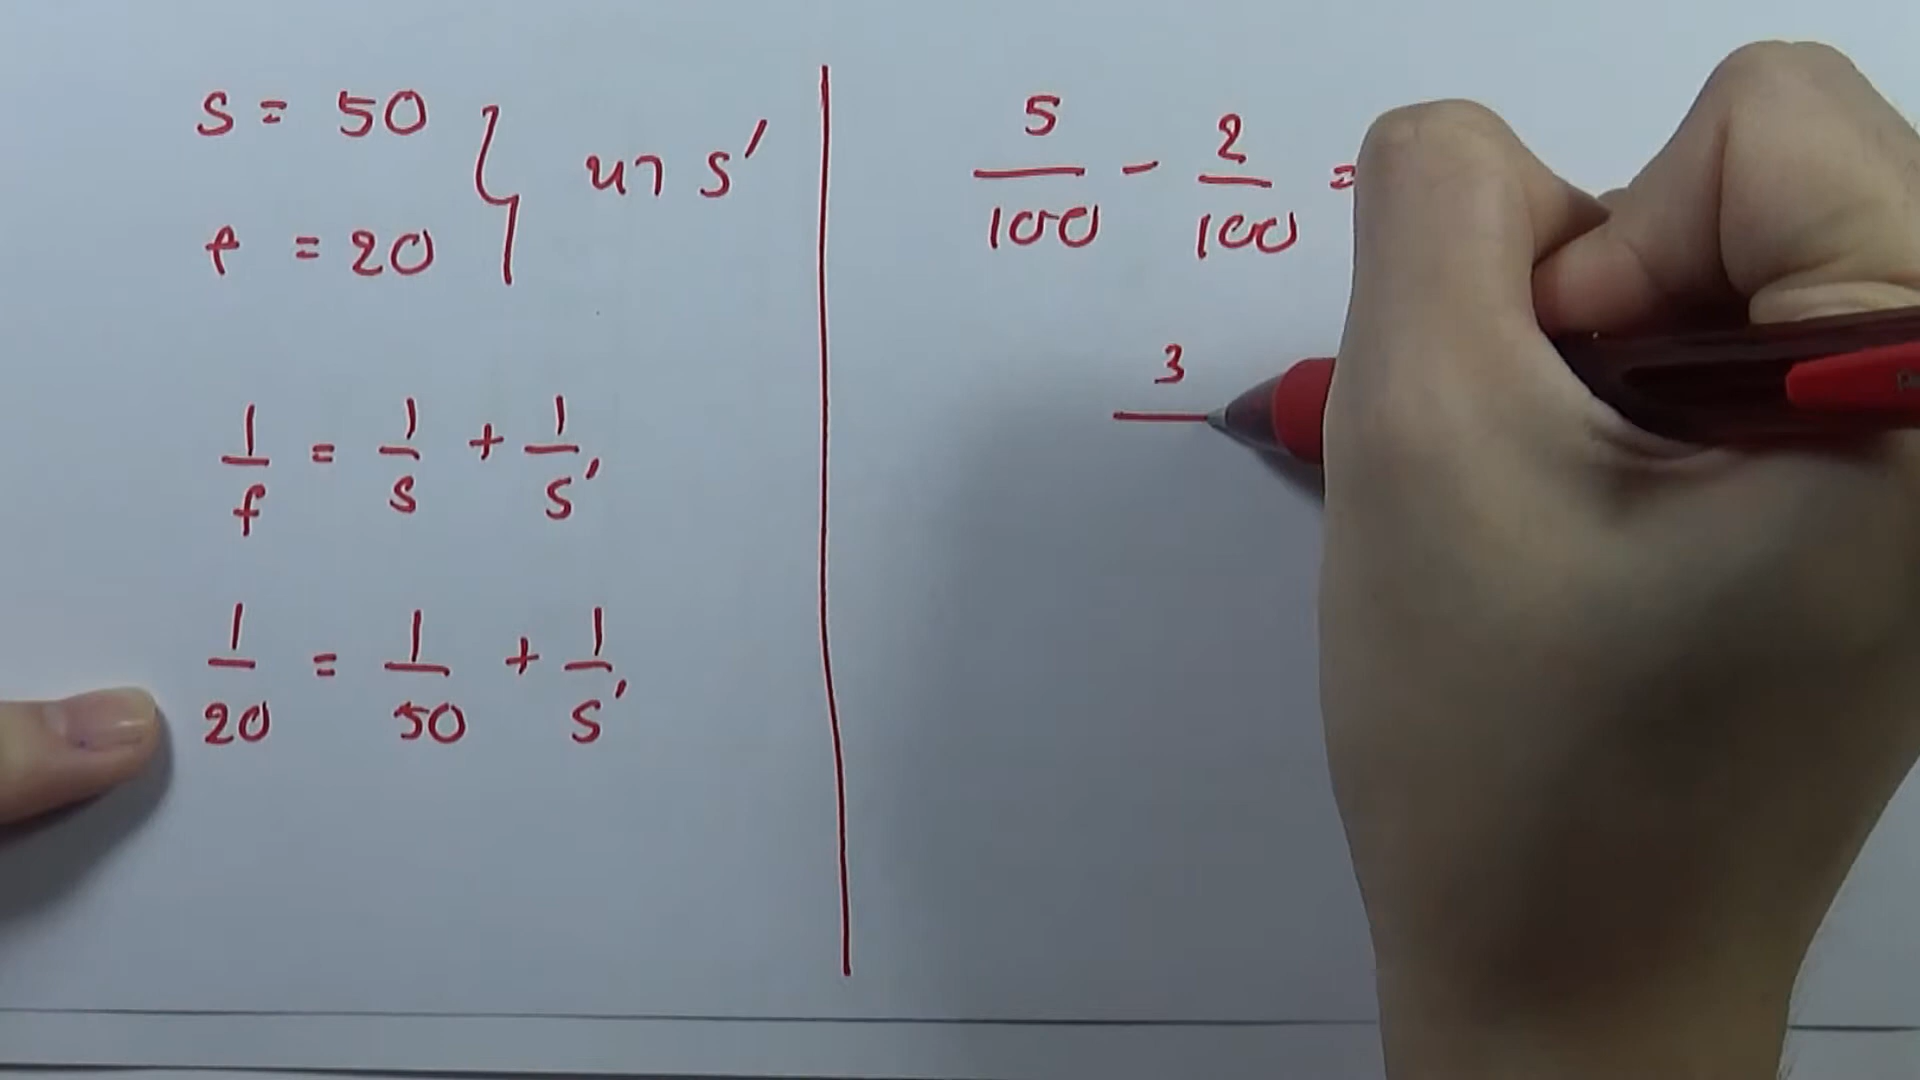 s = 50
f = 20
หา s'
1/f = 1/s + 1/s'
1/20 = 1/50 + 1/s'
5/100 - 2/100 =
3